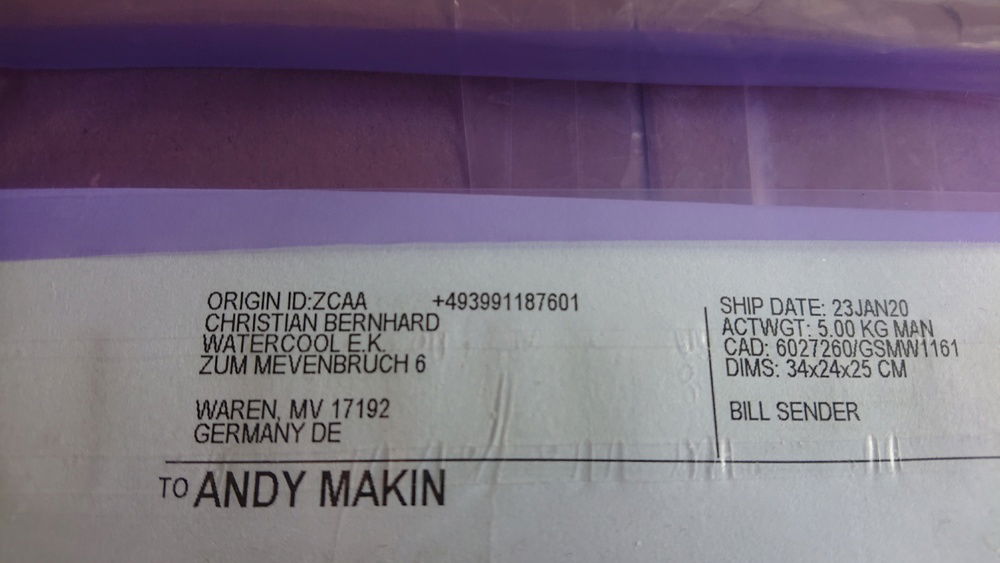 ORIGIN ID:ZCAA +493991187601
CHRISTIAN BERNHARD
WATERCOOL E.K.
ZUM MEVENBRUCH 6
WAREN, MV 17192
GERMANY DE
SHIP DATE: 23JAN20
ACTWGT: 5.00 KG MAN
CAD: 6027260/GSMW1161
DIMS: 34x24x25 CM
BILL SENDER
TO ANDY MAKIN